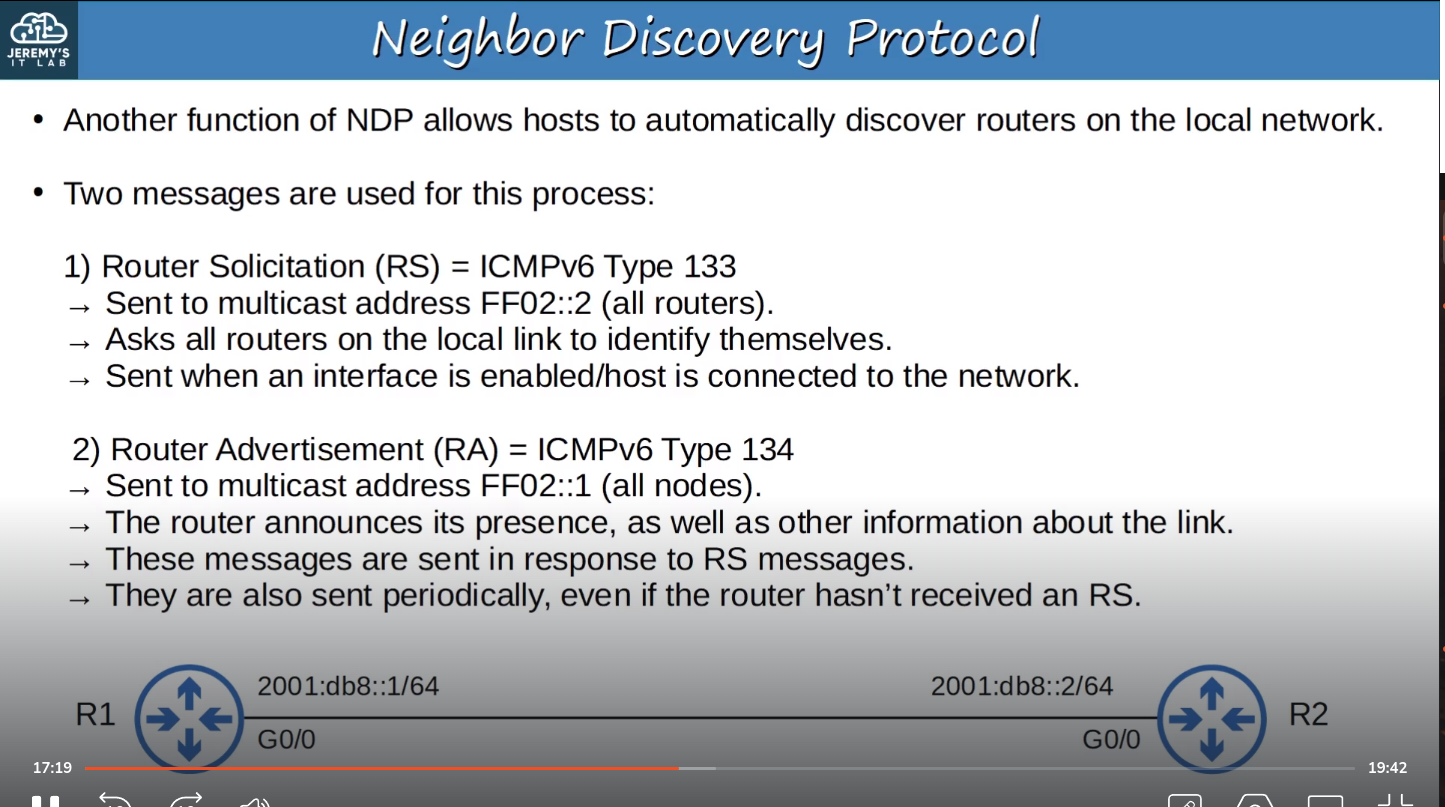 JEREMY'S
IT LAB
Neighbor Discovery Protocol
• Another function of NDP allows hosts to automatically discover routers on the local network.
• Two messages are used for this process:
1) Router Solicitation (RS) = ICMPv6 Type 133
→ Sent to multicast address FF02::2 (all routers).
→ Asks all routers on the local link to identify themselves.
→ Sent when an interface is enabled/host is connected to the network.
2) Router Advertisement (RA) = ICMPv6 Type 134
→ Sent to multicast address FF02::1 (all nodes).
→ The router announces its presence, as well as other information about the link.
→ These messages are sent in response to RS messages.
→ They are also sent periodically, even if the router hasn’t received an RS.
R1
2001:db8::1/64
G0/0
2001:db8::2/64
G0/0
R2
17:19
19:42